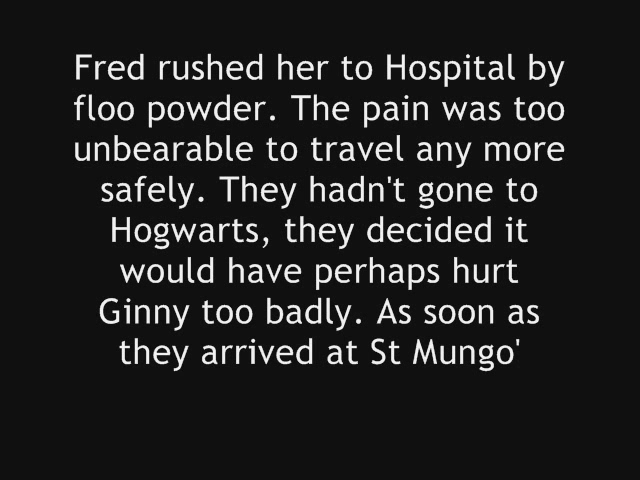 Fred rushed her to Hospital by
floo powder. The pain was too
unbearable to travel any more
safely. They hadn't gone to
Hogwarts, they decided it
would have perhaps hurt
Ginny too badly. As soon as
they arrived at St Mungo'